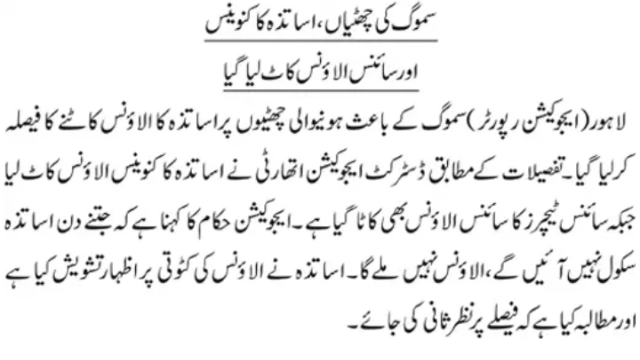 سموگ کی چھٹیاں، اساتذہ کا کنوینس
اور سائنس الاؤنس کاٹ لیا گیا
لاہور(ایجوکیشن رپورٹر)سموگ کے باعث ہونیوالی چھٹیوں پراساتذہ کا الاؤنس کاٹنے کا فیصلہ
کرلیا گیا۔تفصیلات کے مطابق ڈسٹرکٹ ایجوکیشن اتھارٹی نے اساتذہ کا کنوینس الاؤنس کاٹ لیا
جبکہ سائنس ٹیچرز کا سائنس الاؤنس بھی کاٹا گیا ہے۔ایجوکیشن حکام کا کہنا ہے کہ جتنے دن اساتذہ
سکول نہیں آئیں گے،الاؤنس نہیں ملے گا۔اساتذہ نے الاؤنس کی کٹوتی پر اظہار تشویش کیا ہے
اور مطالبہ کیا ہے کہ فیصلے پر نظر ثانی کی جائے۔